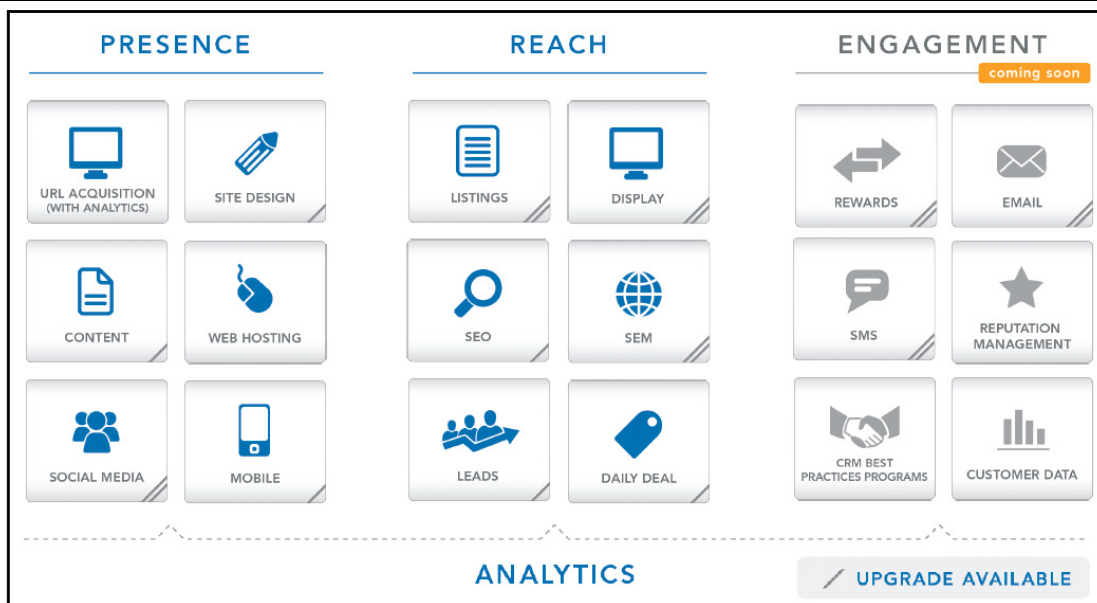 PRESENCE
REACH
ENGAGEMENT
coming soon
URL ACQUISITION
(WITH ANALYTICS)
SITE DESIGN
LISTINGS
DISPLAY
REWARDS
EMAIL
CONTENT
WEB HOSTING
SEO
SEM
SMS
REPUTATION
MANAGEMENT
SOCIAL MEDIA
MOBILE
LEADS
DAILY DEAL
CRM BEST
PRACTICES PROGRAMS
CUSTOMER DATA
ANALYTICS
UPGRADE AVAILABLE